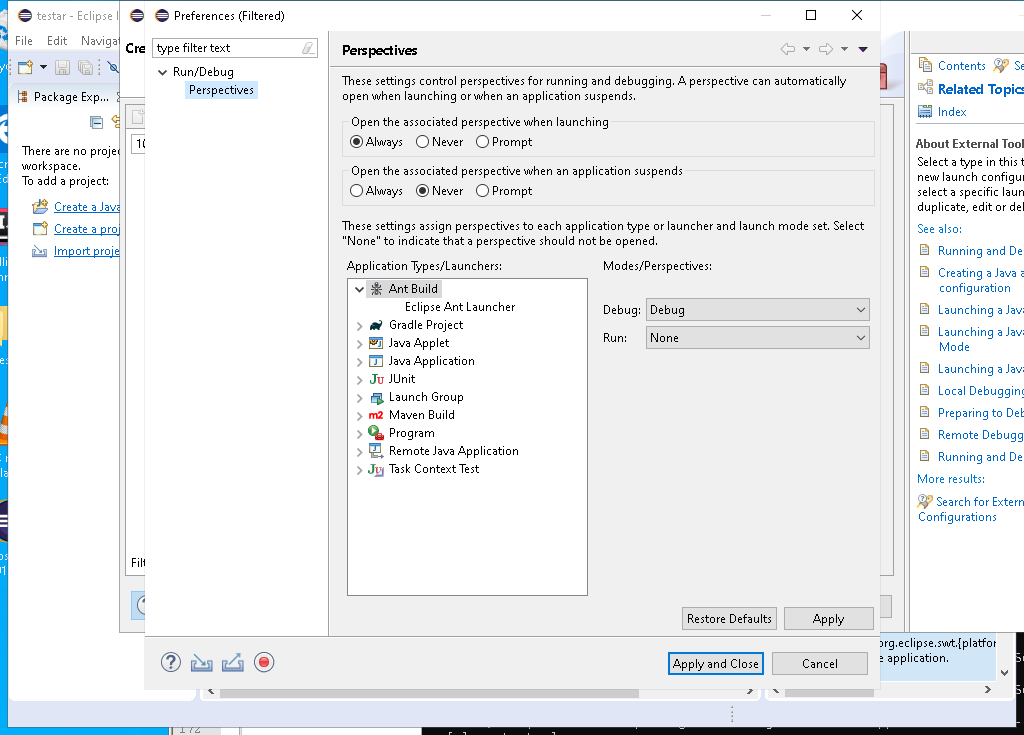 testar - Eclipse I
Preferences (Filtered)
File Edit Navigat
Cre
type filter text
Run/Debug
Perspectives
Perspectives
These settings control perspectives for running and debugging. A perspective can automatically
open when launching or when an application suspends.
Open the associated perspective when launching
Always Never Prompt
Open the associated perspective when an application suspends
Always Never Prompt
These settings assign perspectives to each application type or launcher and launch mode set. Select
"None" to indicate that a perspective should not be opened.
Application Types/Launchers:
Ant Build
Eclipse Ant Launcher
Gradle Project
Java Applet
Java Application
JUnit
Launch Group
Maven Build
Program
Remote Java Application
Task Context Test
Modes/Perspectives:
Debug: Debug
Run: None
Restore Defaults Apply
Apply and Close Cancel
Package Exp...
There are no projec
workspace.
To add a project:
Create a Java
Create a proj
Import proje
10
Filt
Contents Se
Related Topics
Index
About External Tool
Select a type in this t
new launch configur
select a specific laun
duplicate, edit or del
See also:
Running and De
Creating a Java a
configuration
Launching a Java
Launching a Java
Mode
Launching a Java
Local Debugging
Preparing to Deb
Remote Debugg
Running and De
More results:
Search for Extern
Configurations
org.eclipse.swt.{platfor
e application.
172